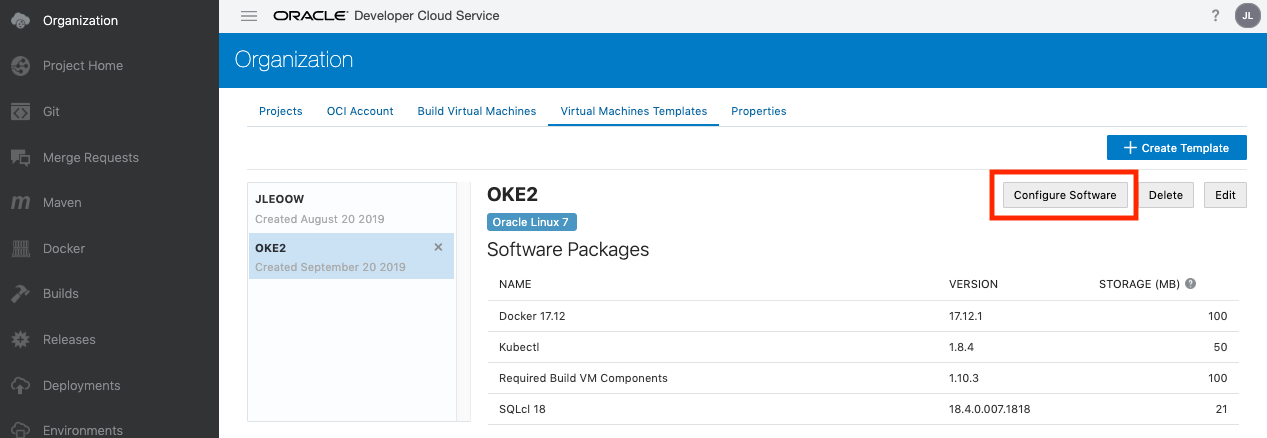 Organization
Project Home
Git
Merge Requests
Maven
Docker
Builds
Releases
Deployments
Environments
ORACLE® Developer Cloud Service
? JL
Organization
Projects OCI Account Build Virtual Machines Virtual Machines Templates Properties
+ Create Template
JLEOOW
Created August 20 2019
OKE2 ×
Created September 20 2019
OKE2 Configure Software Delete Edit
Oracle Linux 7
Software Packages
NAME VERSION STORAGE (MB) ?
Docker 17.12 17.12.1 100
Kubectl 1.8.4 50
Required Build VM Components 1.10.3 100
SQLcl 18 18.4.0.007.1818 21